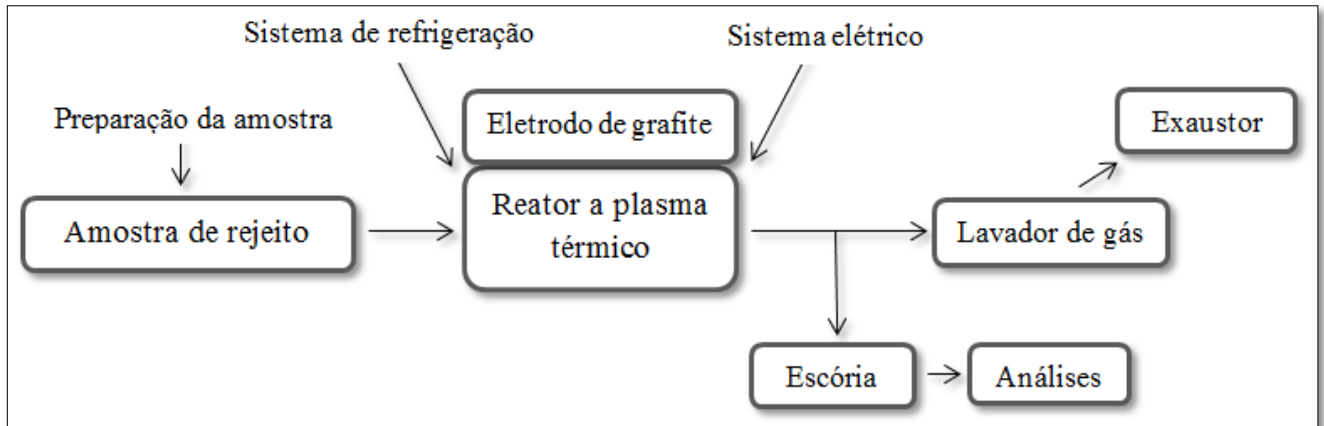 Sistema de refrigeração
Sistema elétrico
Preparação da amostra
Eletrodo de grafite
Exaustor
Amostra de rejeito
Reator a plasma
térmico
Lavador de gás
Escória
Análises